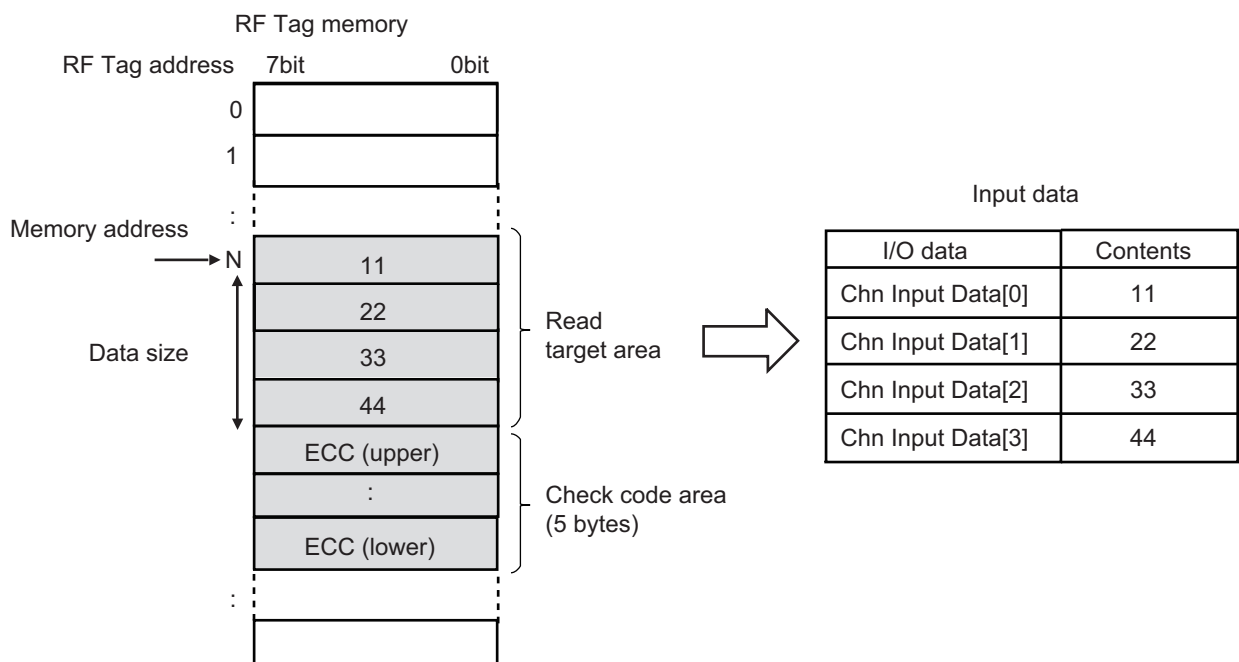 RF Tag memory
RF Tag address 7bit 0bit
0
1
:
Memory address
N 11
22
Data size
33
44
Read
target area
ECC (upper)
:
ECC (lower)
Check code area
(5 bytes)
:
Input data
I/O data Contents
Chn Input Data[0] 11
Chn Input Data[1] 22
Chn Input Data[2] 33
Chn Input Data[3] 44